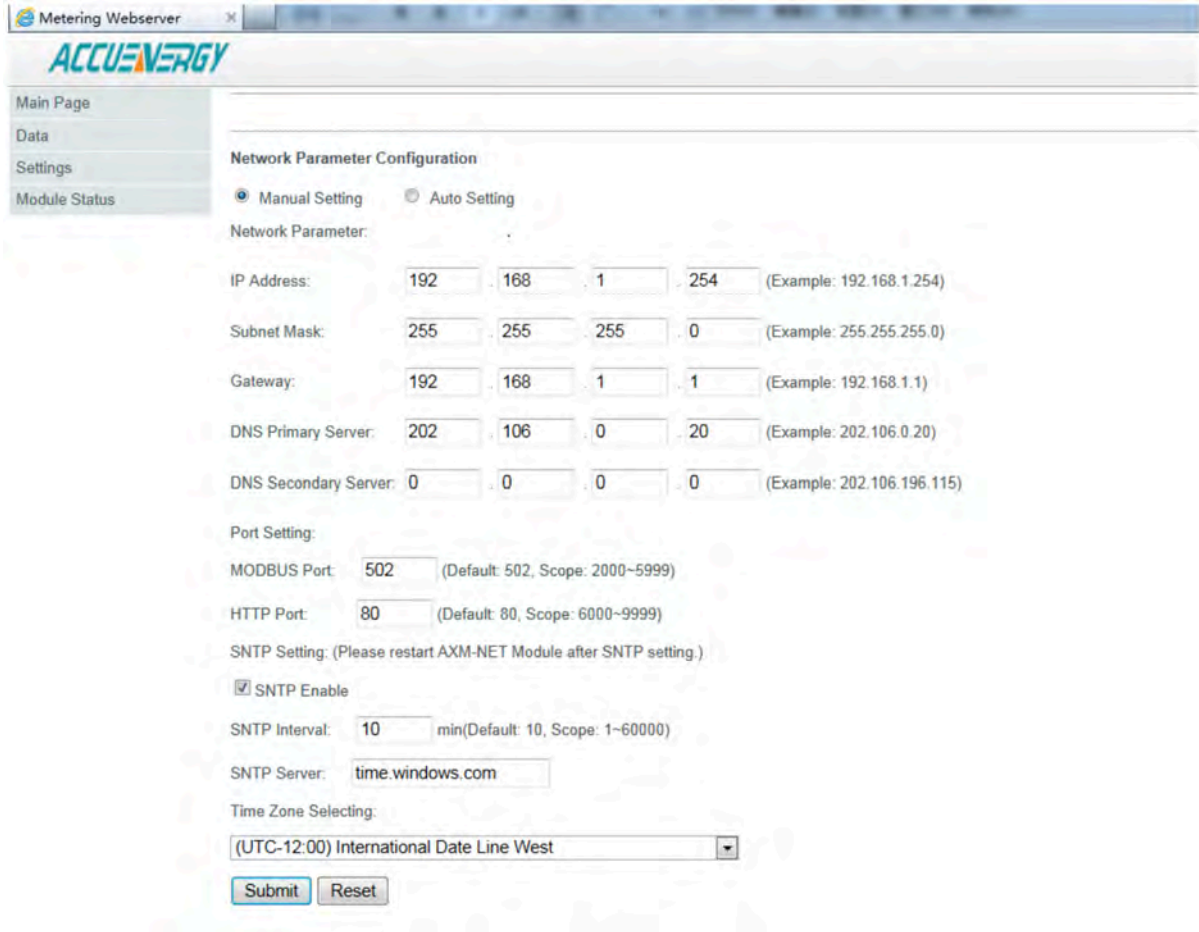 Metering Webserver
ACCUENERGY
Main Page
Data
Settings
Module Status
Network Parameter Configuration
Manual Setting Auto Setting
Network Parameter:
IP Address: 192 . 168 . 1 . 254 (Example: 192.168.1.254)
Subnet Mask: 255 . 255 . 255 . 0 (Example: 255.255.255.0)
Gateway: 192 . 168 . 1 . 1 (Example: 192.168.1.1)
DNS Primary Server: 202 . 106 . 0 . 20 (Example: 202.106.0.20)
DNS Secondary Server: 0 . 0 . 0 . 0 (Example: 202.106.196.115)
Port Setting:
MODBUS Port: 502 (Default: 502, Scope: 2000~5999)
HTTP Port: 80 (Default: 80, Scope: 6000~9999)
SNTP Setting: (Please restart AXM-NET Module after SNTP setting.)
SNTP Enable
SNTP Interval: 10 min(Default: 10, Scope: 1~60000)
SNTP Server: time.windows.com
Time Zone Selecting:
(UTC-12:00) International Date Line West
Submit Reset